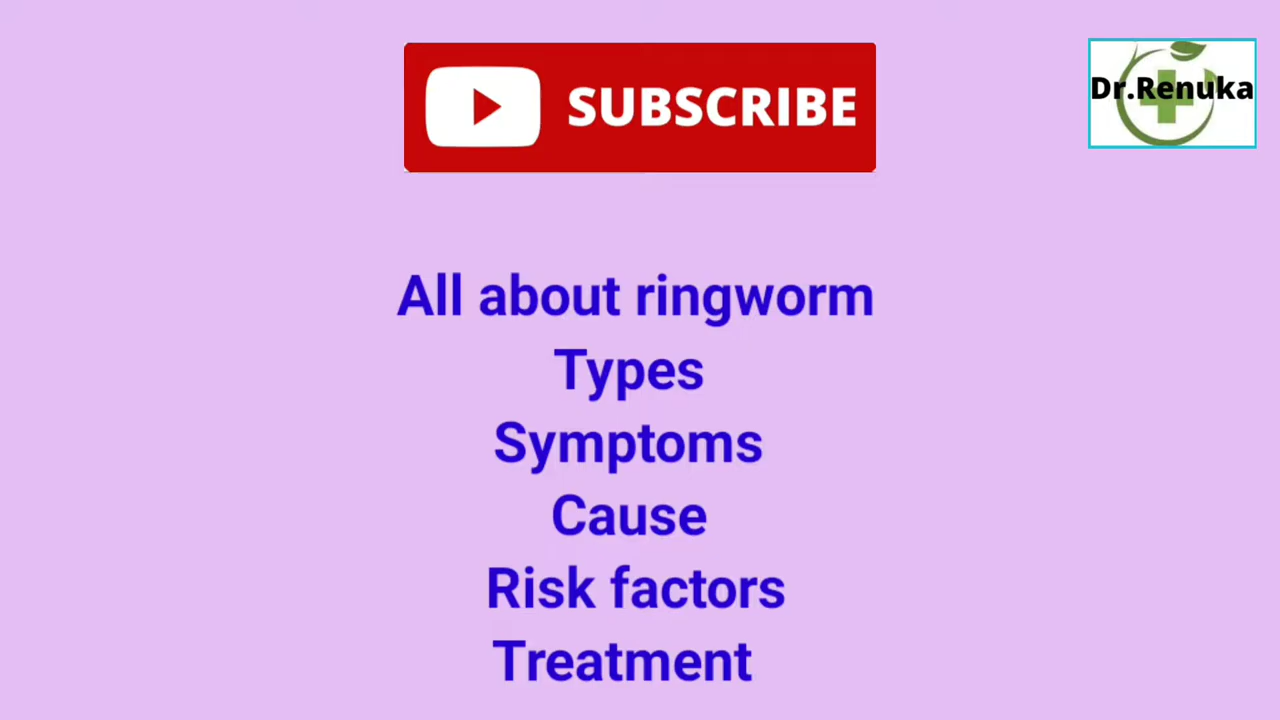 SUBSCRIBE
Dr.Renuka
All about ringworm
Types
Symptoms
Cause
Risk factors
Treatment